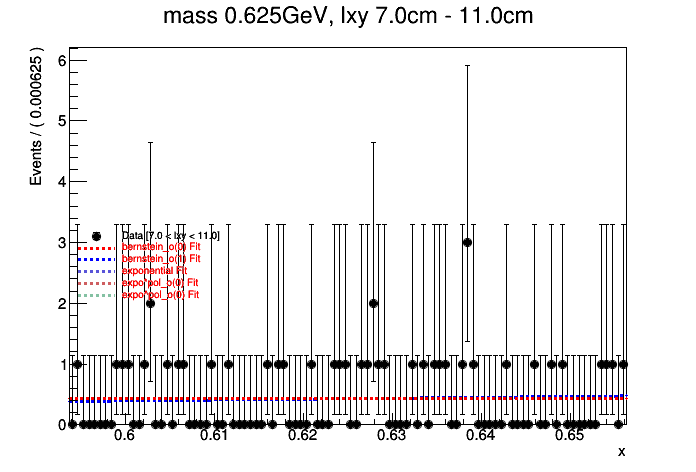 mass 0.625GeV, lxy 7.0cm - 11.0cm
Events / ( 0.000625 )
6
5
4
3
2
1
0
Data [7.0 < lxy < 11.0]
bernstein_o(0) Fit
bernstein_o(1) Fit
exponential Fit
expo*pol_o(0) Fit
expo*pol_o(0) Fit
0.6 0.61 0.62 0.63 0.64 0.65
x